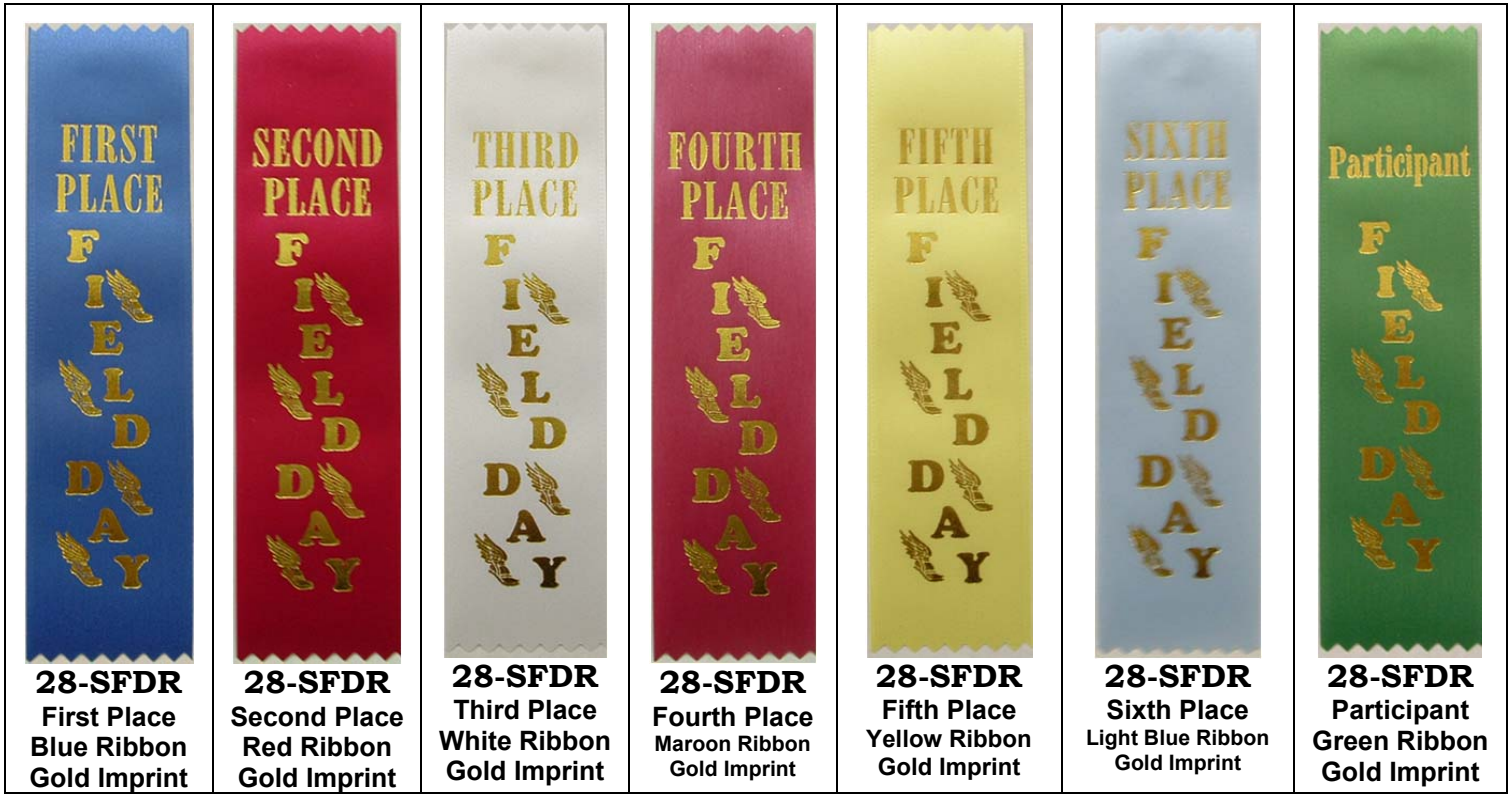 FIRST
PLACE
F
I
E
L
D
D
A
Y
28-SFDR
First Place
Blue Ribbon
Gold Imprint
SECOND
PLACE
F
I
E
L
D
D
A
Y
28-SFDR
Second Place
Red Ribbon
Gold Imprint
THIRD
PLACE
F
I
E
L
D
D
A
Y
28-SFDR
Third Place
White Ribbon
Gold Imprint
FOURTH
PLACE
F
I
E
L
D
D
A
Y
28-SFDR
Fourth Place
Maroon Ribbon
Gold Imprint
FIFTH
PLACE
F
I
E
L
D
D
A
Y
28-SFDR
Fifth Place
Yellow Ribbon
Gold Imprint
SIXTH
PLACE
F
I
E
L
D
D
A
Y
28-SFDR
Sixth Place
Light Blue Ribbon
Gold Imprint
Participant
F
I
E
L
D
D
A
Y
28-SFDR
Participant
Green Ribbon
Gold Imprint